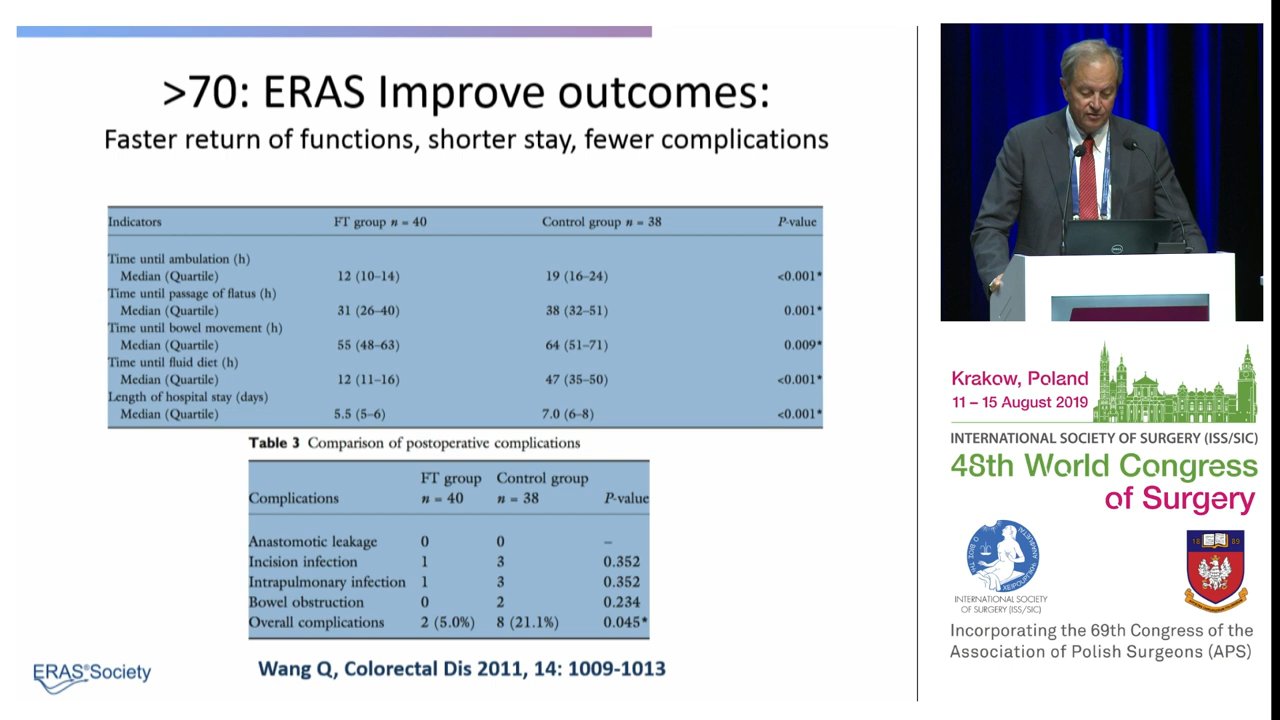 >70: ERAS Improve outcomes:
Faster return of functions, shorter stay, fewer complications
Indicators FT group n = 40 Control group n = 38 P-value
Time until ambulation (h)
Median (Quartile) 12 (10–14) 19 (16–24) <0.001*
Time until passage of flatus (h)
Median (Quartile) 31 (26–40) 38 (32–51) 0.001*
Time until bowel movement (h)
Median (Quartile) 55 (48–63) 64 (51–71) 0.009*
Time until fluid diet (h)
Median (Quartile) 12 (11–16) 47 (35–50) <0.001*
Length of hospital stay (days)
Median (Quartile) 5.5 (5–6) 7.0 (6–8) <0.001*
Table 3 Comparison of postoperative complications
FT group Control group
Complications n = 40 n = 38 P-value
Anastomotic leakage 0 0 –
Incision infection 1 3 0.352
Intrapulmonary infection 1 3 0.352
Bowel obstruction 0 2 0.234
Overall complications 2 (5.0%) 8 (21.1%) 0.045*
Wang Q, Colorectal Dis 2011, 14: 1009-1013
ERAS®Society
DELL
Krakow, Poland
11 – 15 August 2019
INTERNATIONAL SOCIETY OF SURGERY (ISS/SIC)
48th World Congress
of Surgery
INTERNATIONAL SOCIETY
OF SURGERY (ISS/SIC)
18 89
Incorporating the 69th Congress of the
Association of Polish Surgeons (APS)